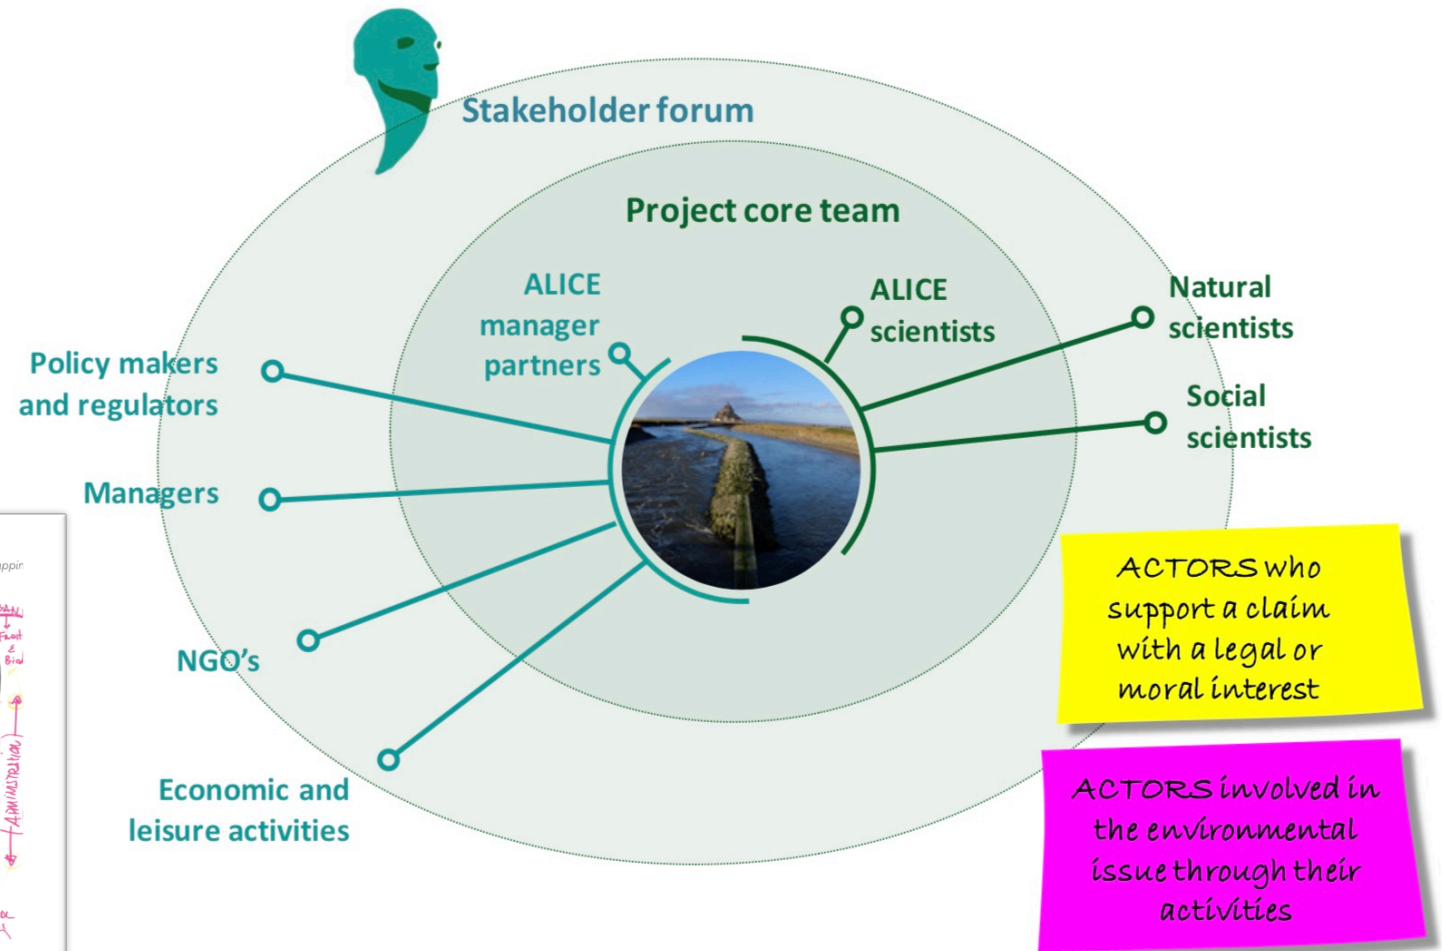 Stakeholder forum
Project core team
ALICE
manager
partners
ALICE
scientists
Natural
scientists
Social
scientists
Policy makers
and regulators
Managers
NGO's
Economic and
leisure activities
ACTORS who
support a claim
with a legal or
moral interest
ACTORS involved in
the environmental
issue through their
activities